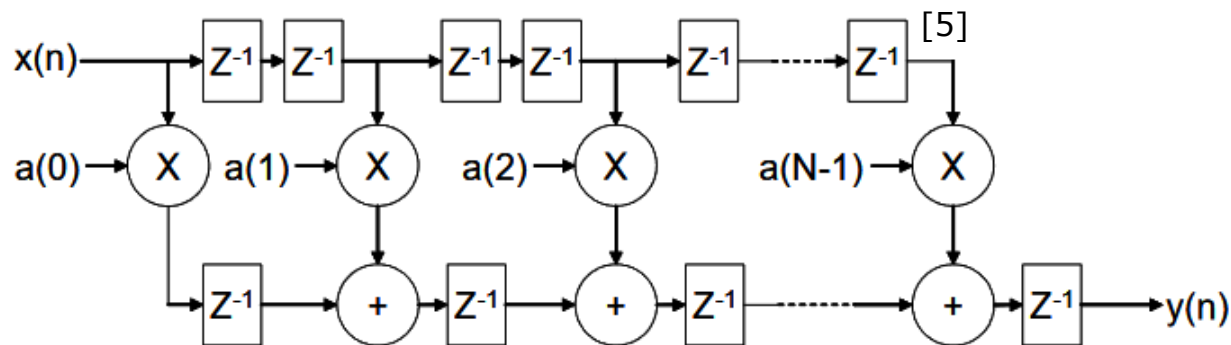 [5]
x(n) Z⁻¹ Z⁻¹ Z⁻¹ Z⁻¹ Z⁻¹ Z⁻¹
a(0) X a(1) X a(2) X a(N-1) X
Z⁻¹ + Z⁻¹ + Z⁻¹ + Z⁻¹ y(n)